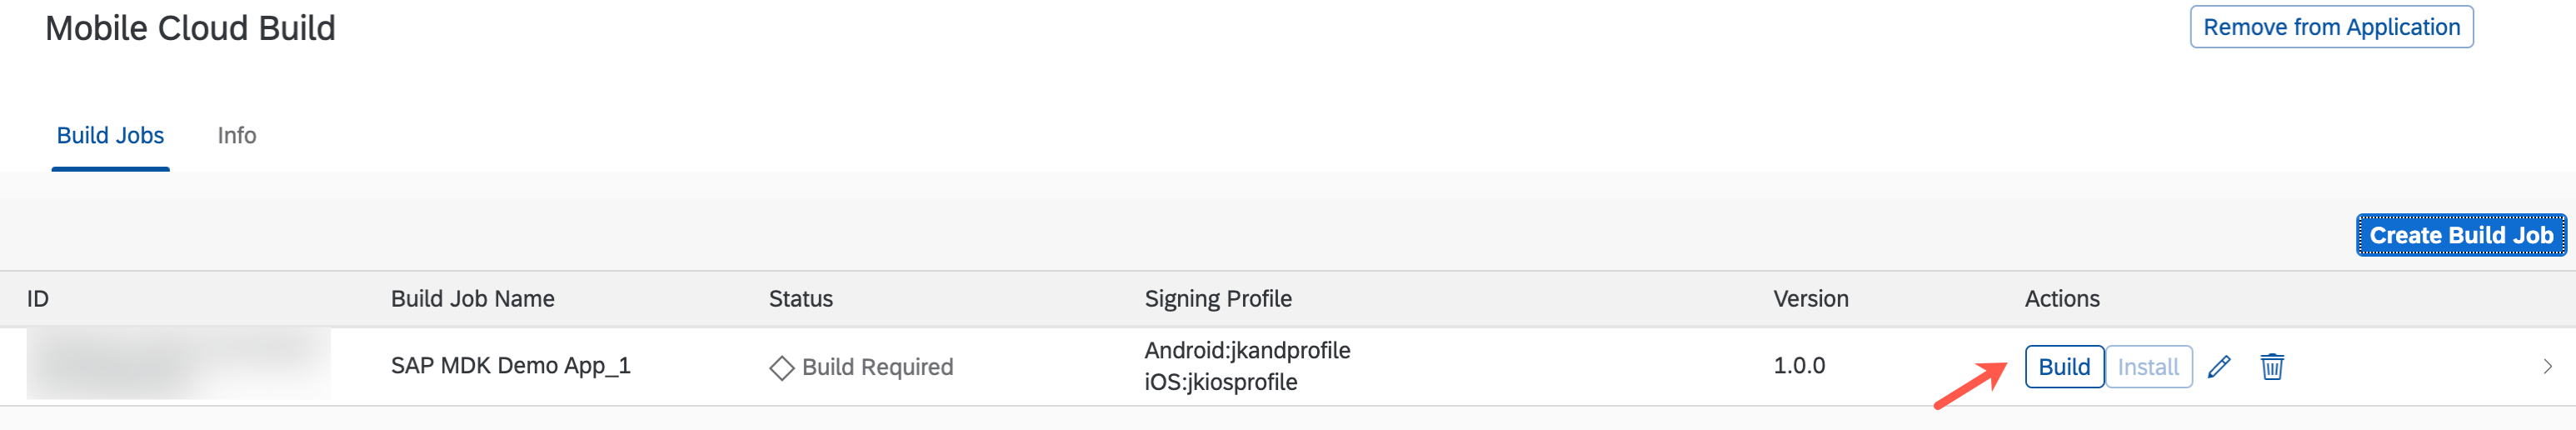 Mobile Cloud Build
Remove from Application
Build Jobs
Info
Create Build Job
ID
Build Job Name
Status
Signing Profile
Version
Actions
SAP MDK Demo App_1
Build Required
Android:jkandprofile
iOS:jkiosprofile
1.0.0
Build
Install